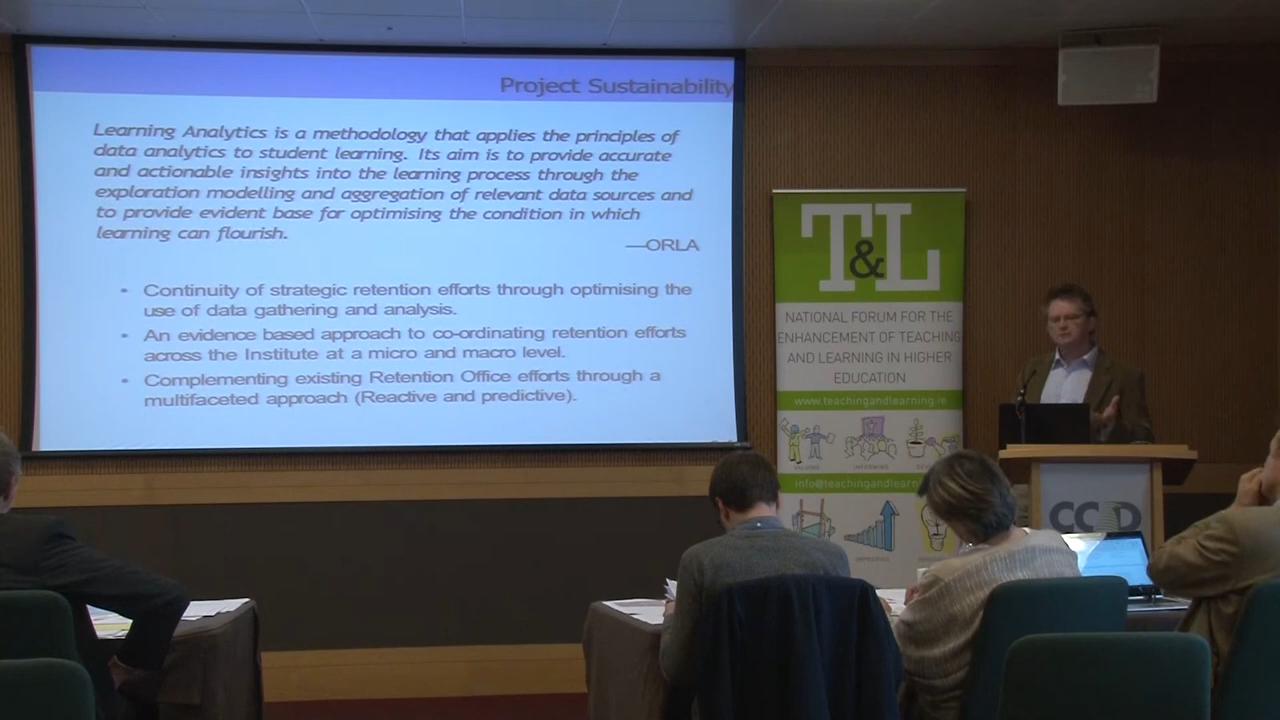 Project Sustainability
Learning Analytics is a methodology that applies the principles of
data analytics to student learning. Its aim is to provide accurate
and actionable insights into the learning process through the
exploration modelling and aggregation of relevant data sources and
to provide evident base for optimising the condition in which
learning can flourish.
—ORLA
• Continuity of strategic retention efforts through optimising the
use of data gathering and analysis.
• An evidence based approach to co-ordinating retention efforts
across the Institute at a micro and macro level.
• Complementing existing Retention Office efforts through a
multifaceted approach (Reactive and predictive).
T&L
NATIONAL FORUM FOR THE
ENHANCEMENT OF TEACHING
AND LEARNING IN HIGHER
EDUCATION
www.teachingandlearning.ie
VALUING INFORMING
info@teachingandlearn